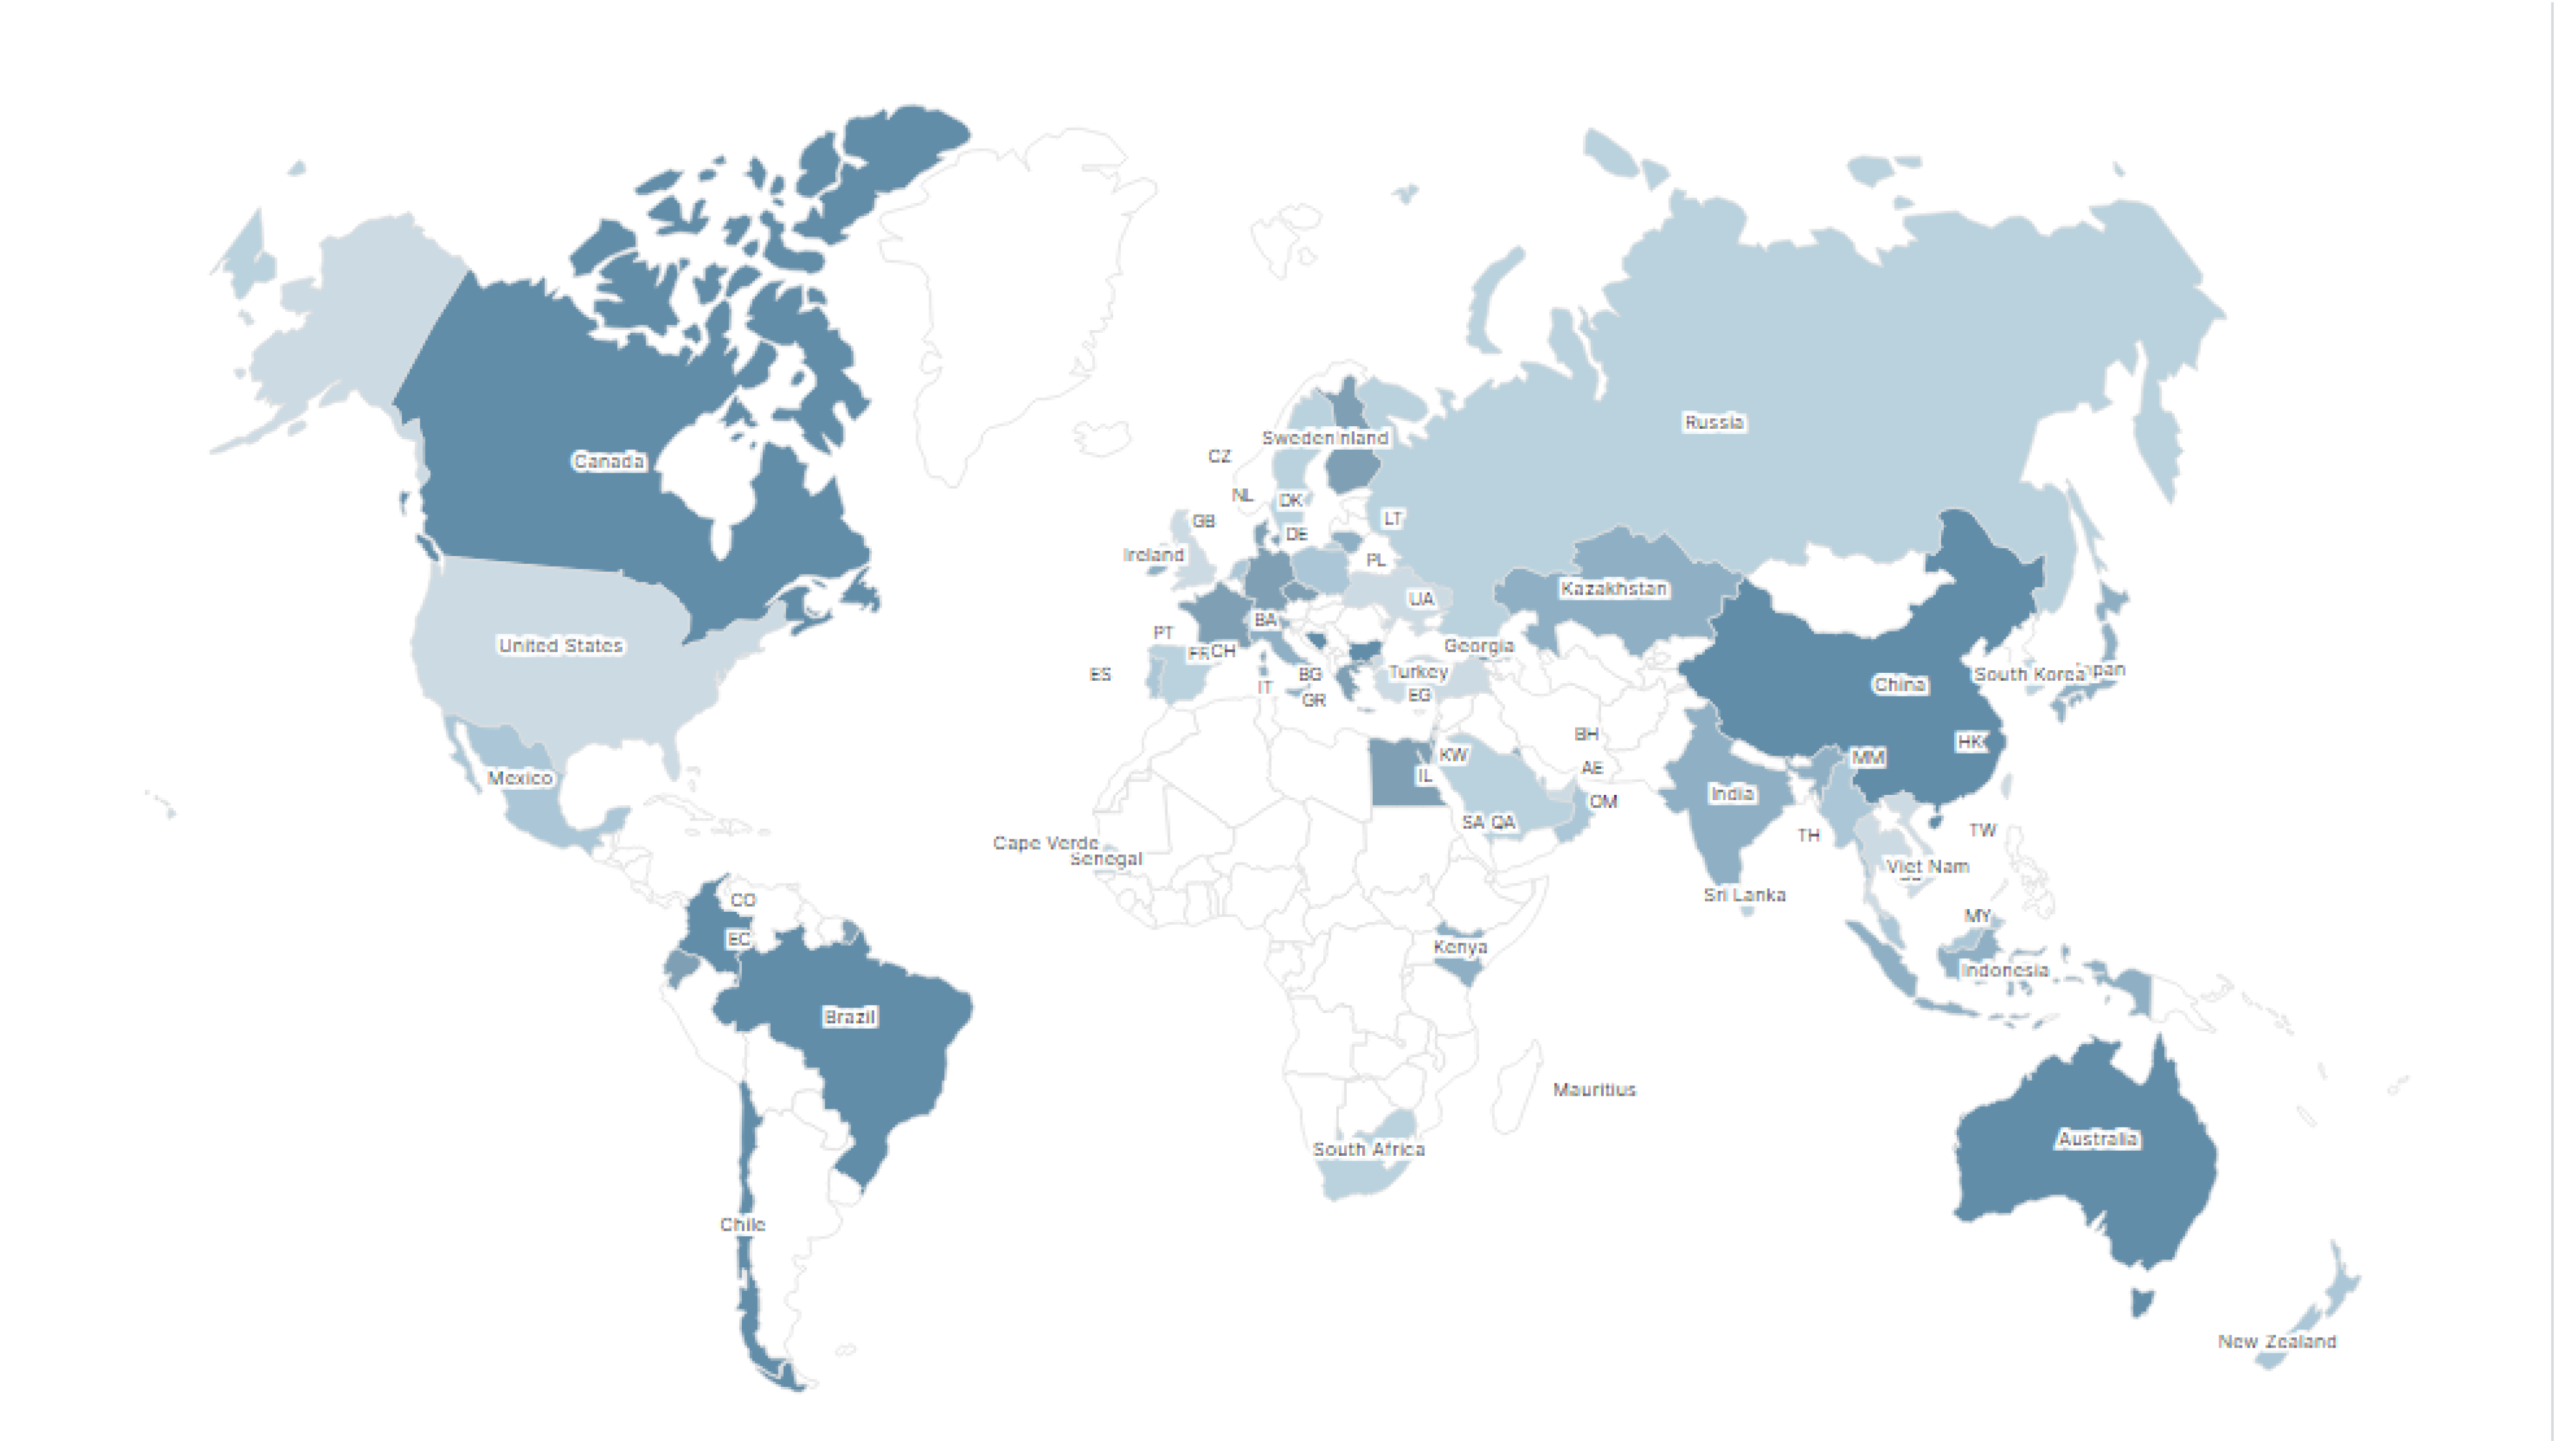 Russia
Sweden
inland
CZ
Canada
NL
DK
GB
LT
DE
Ireland
PL
Kazakhstan
UA
BA
PT
United States
Georgia
FR
CH
ES
Turkey
South Korea
apan
BG
China
IT
EG
GR
BH
HK
KW
MM
AE
IL
Mexico
India
OM
SA
QA
TW
TH
Cape Verde
Senegal
Viet Nam
Sri Lanka
CO
MY
EC
Kenya
Indonesia
Brazil
Mauritius
Australia
South Africa
Chile
New Zealand